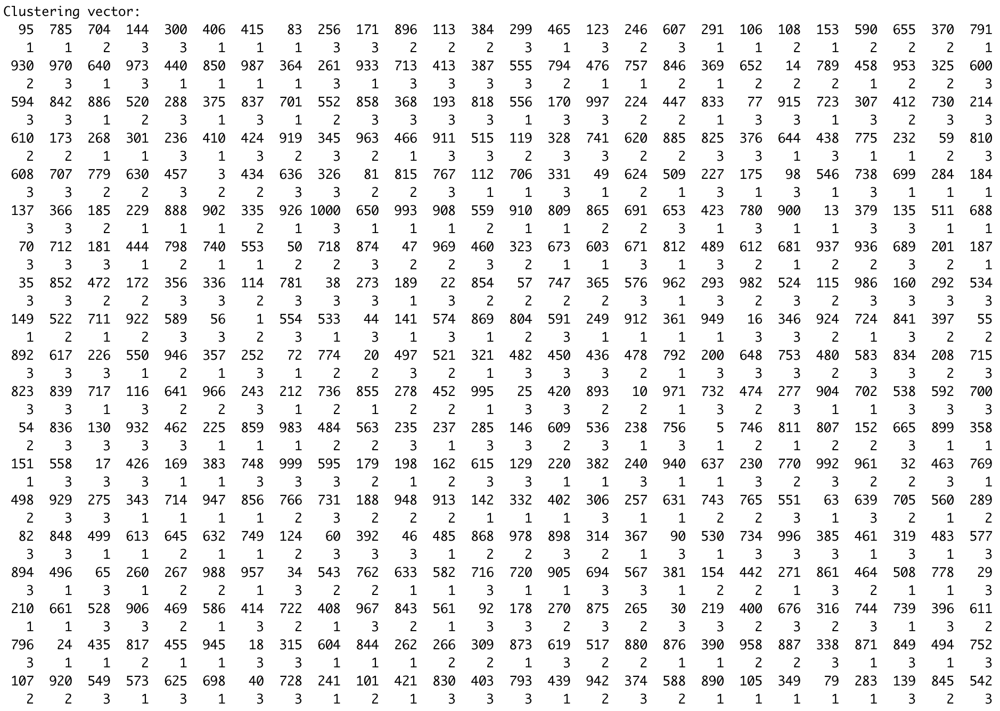 Clustering vector:
95 785 704 144 300 406 415 83 256 171 896 113 384 299 465 123 246 607 291 106 108 153 590 655 370 791
1 1 2 3 3 1 1 1 3 3 2 2 2 3 1 3 2 3 1 1 2 1 2 2 2 1
930 970 640 973 440 850 987 364 261 933 713 413 387 555 794 476 757 846 369 652 14 789 458 953 325 600
2 3 1 3 1 1 1 1 3 1 3 3 3 3 2 1 1 2 1 2 2 2 1 2 2 3
594 842 886 520 288 375 837 701 552 858 368 193 818 556 170 997 224 447 833 77 915 723 307 412 730 214
3 3 1 2 3 1 3 1 2 3 3 3 3 1 3 3 2 2 1 3 3 1 3 2 3 3
610 173 268 301 236 410 424 919 345 963 466 911 515 119 328 741 620 885 825 376 644 438 775 232 59 810
2 2 1 1 3 1 3 2 3 2 1 3 3 2 3 3 2 2 3 3 1 3 1 1 2 3
608 707 779 630 457 3 434 636 326 81 815 767 112 706 331 49 624 509 227 175 98 546 738 699 284 184
3 3 2 2 3 2 2 3 3 2 2 3 1 1 3 1 2 1 3 1 3 1 3 1 1 1
137 366 185 229 888 902 335 926 1000 650 993 908 559 910 809 865 691 653 423 780 900 13 379 135 511 688
3 3 2 1 1 1 2 1 3 1 1 1 2 1 1 2 2 3 1 3 1 1 3 3 1 1
70 712 181 444 798 740 553 50 718 874 47 969 460 323 673 603 671 812 489 612 681 937 936 689 201 187
3 3 3 1 2 1 1 2 2 3 2 2 3 2 1 1 3 1 3 2 1 2 2 3 2 1
35 852 472 172 356 336 114 781 38 273 189 22 854 57 747 365 576 962 293 982 524 115 986 160 292 534
3 3 2 2 3 3 2 3 3 3 1 3 2 2 2 2 3 1 3 2 3 2 3 3 3 3
149 522 711 922 589 56 1 554 533 44 141 574 869 804 591 249 912 361 949 16 346 924 724 841 397 55
1 2 1 2 3 3 2 3 1 3 1 3 1 2 3 1 1 1 1 3 3 2 1 3 2 2
892 617 226 550 946 357 252 72 774 20 497 521 321 482 450 436 478 792 200 648 753 480 583 834 208 715
3 3 3 1 2 1 3 1 2 2 3 2 1 3 3 3 2 1 3 3 3 2 3 3 2 3
823 839 717 116 641 966 243 212 736 855 278 452 995 25 420 893 10 971 732 474 277 904 702 538 592 700
3 3 1 3 2 2 3 1 2 1 2 2 1 3 3 2 2 1 3 2 3 1 1 3 3 3
54 836 130 932 462 225 859 983 484 563 235 237 285 146 609 536 238 756 5 746 811 807 152 665 899 358
2 3 3 3 3 1 1 1 2 2 3 1 3 3 2 3 1 3 1 2 1 2 2 3 1 1
151 558 17 426 169 383 748 999 595 179 198 162 615 129 220 382 240 940 637 230 770 992 961 32 463 769
1 3 3 3 1 1 3 3 3 2 1 2 3 3 1 1 3 1 1 3 2 3 2 2 3 1
498 929 275 343 714 947 856 766 731 188 948 913 142 332 402 306 257 631 743 765 551 63 639 705 560 289
2 3 3 1 1 1 1 2 3 2 2 2 1 1 1 3 1 1 2 2 3 1 3 2 1 2
82 848 499 613 645 632 749 124 60 392 46 485 868 978 898 314 367 90 530 734 996 385 461 319 483 577
3 3 1 1 2 1 1 2 3 3 3 1 2 2 3 2 1 3 1 3 3 3 1 3 1 3
894 496 65 260 267 988 957 34 543 762 633 582 716 720 905 694 567 381 154 442 271 861 464 508 778 29
3 1 3 1 2 2 1 3 2 2 1 1 3 1 1 3 3 1 2 2 1 3 2 1 1 3
210 661 528 906 469 586 414 722 408 967 843 561 92 178 270 875 265 30 219 400 676 316 744 739 396 611
1 1 3 3 2 1 3 2 1 3 2 1 3 3 2 3 2 3 3 2 3 2 3 1 3 2
796 24 435 817 455 945 18 315 604 844 262 266 309 873 619 517 880 876 390 958 887 338 871 849 494 752
3 1 1 2 1 1 3 3 1 1 1 2 2 1 3 2 2 1 1 2 2 3 1 3 1 3
107 920 549 573 625 698 40 728 241 101 421 830 403 793 439 942 374 588 890 105 349 79 283 139 845 542
2 2 3 1 3 1 3 3 1 2 1 3 3 3 1 2 3 2 1 1 1 1 1 3 2 3